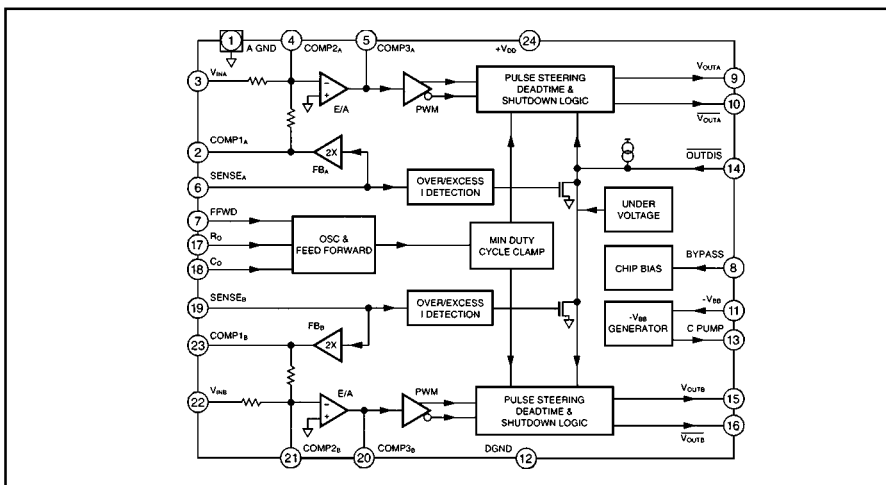 1 A GND 4 COMP2A 5 COMP3A +VDD 24
3 VINA
E/A
PWM
PULSE STEERING
DEADTIME &
SHUTDOWN LOGIC
VOUTA 9
VOUTA 10
2 COMP1A
2X
FBA
OUTDIS 14
6 SENSEA
OVER/EXCESS
I DETECTION
7 FFWD
17 RO
18 CO
OSC &
FEED FORWARD
MIN DUTY
CYCLE CLAMP
UNDER
VOLTAGE
CHIP BIAS
BYPASS 8
19 SENSEB
OVER/EXCESS
I DETECTION
-VBB
GENERATOR
-VBB 11
C PUMP 13
23 COMP1B
FBB
2X
22 VINB
E/A
PWM
PULSE STEERING
DEADTIME &
SHUTDOWN LOGIC
VOUTB 15
VOUTB 16
21 COMP2B 20 COMP3B DGND 12